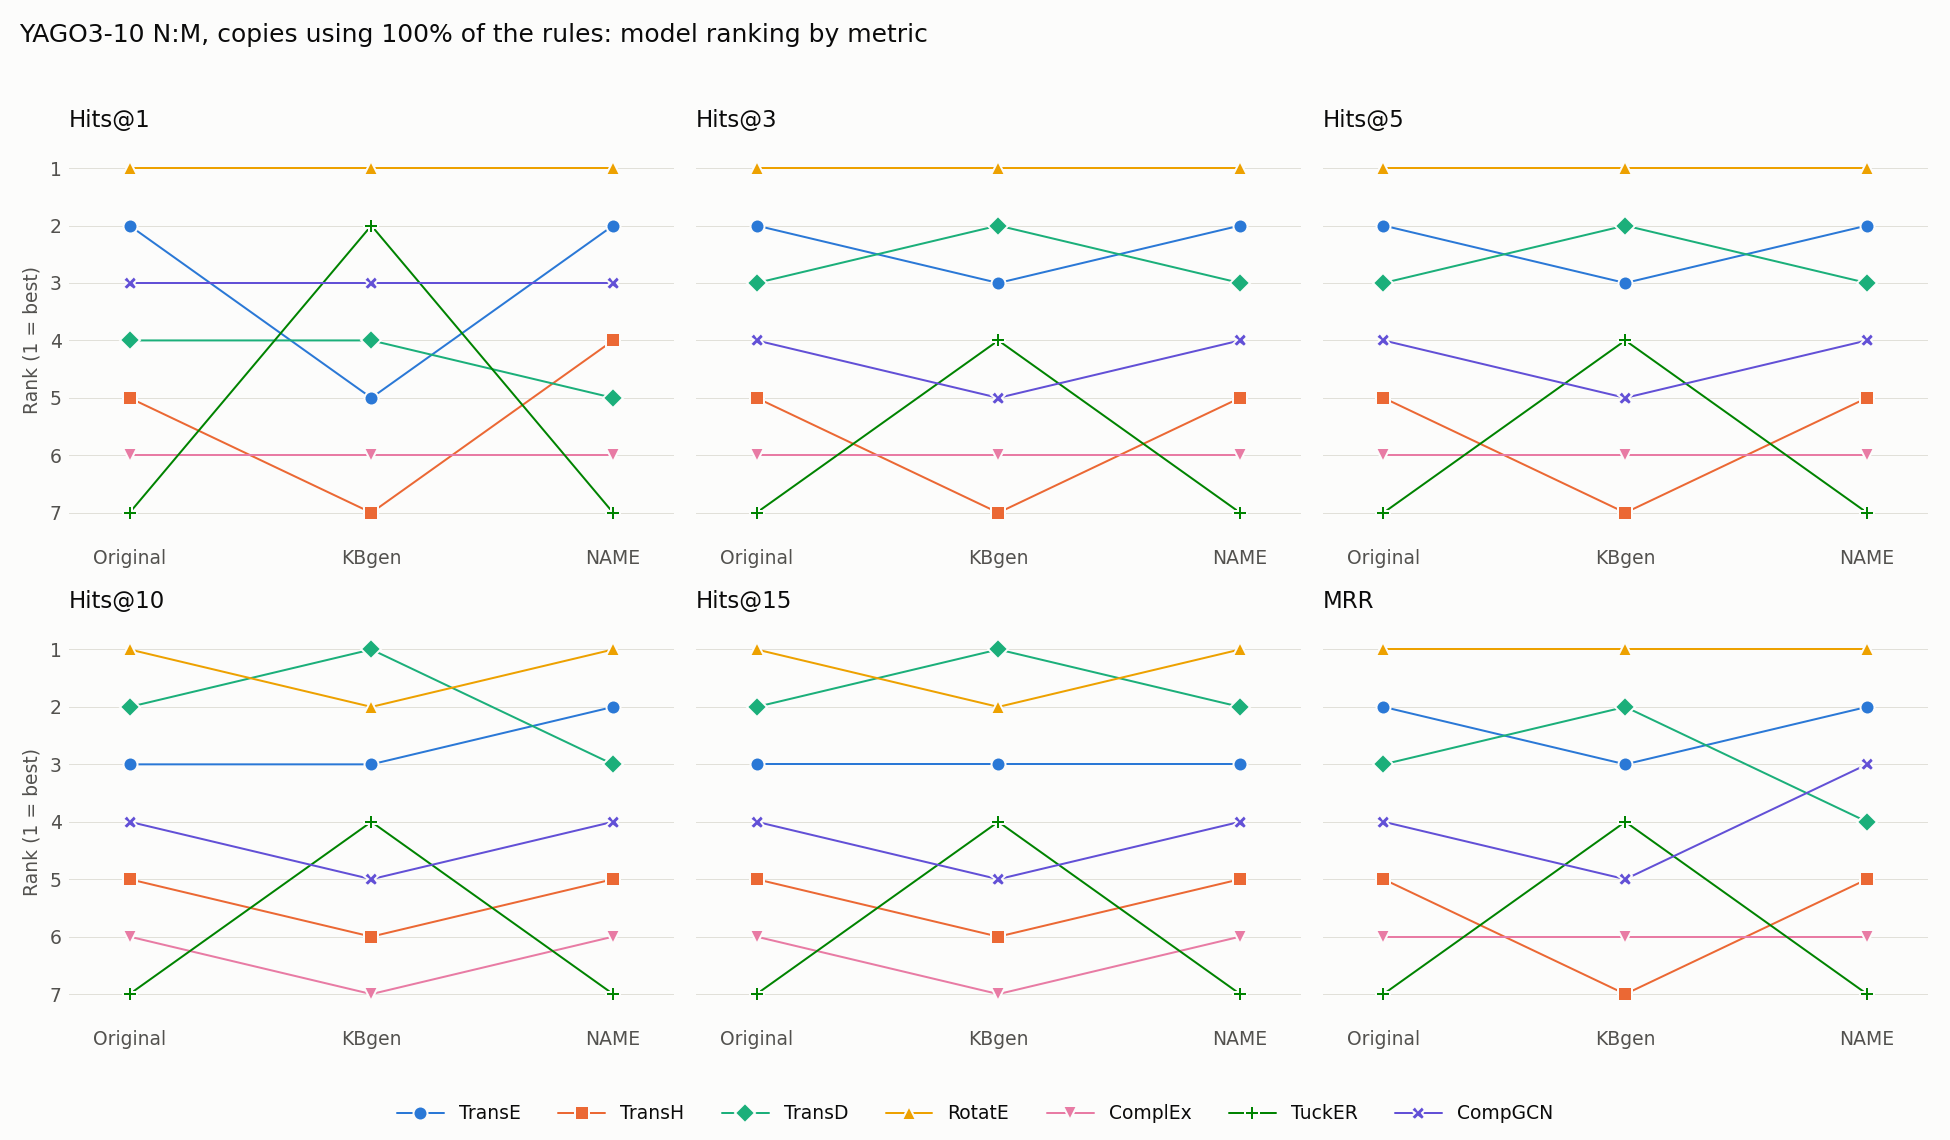 YAGO3-10 N:M, copies using 100% of the rules: model ranking by metric
Hits@1
Hits@3
Hits@5
Rank (1 = best)
1
2
3
4
5
6
7
Original
KBgen
NAME
Original
KBgen
NAME
Original
KBgen
NAME
Hits@10
Hits@15
MRR
Rank (1 = best)
1
2
3
4
5
6
7
Original
KBgen
NAME
Original
KBgen
NAME
Original
KBgen
NAME
TransE
TransH
TransD
RotatE
ComplEx
TuckER
CompGCN